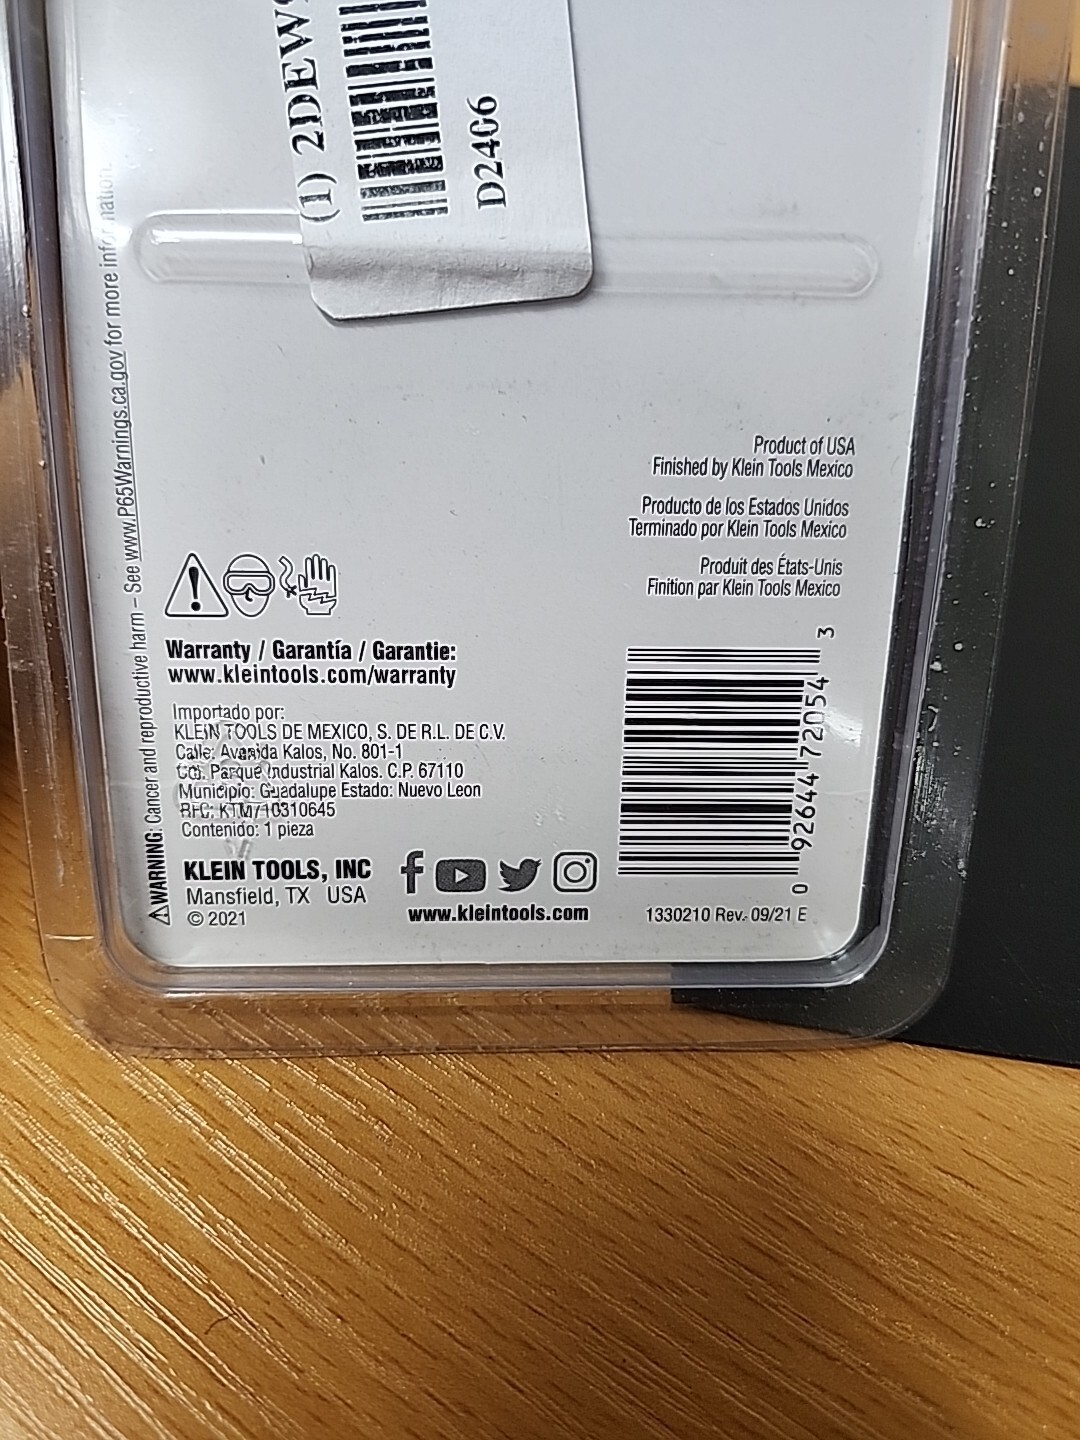 (1) 2DEW
D2406
Product of USA
Finished by Klein Tools Mexico
Producto de los Estados Unidos
Terminado por Klein Tools Mexico
Produit des États-Unis
Finition par Klein Tools Mexico
WARNING: Cancer and reproductive harm – See www.P65Warnings.ca.gov for more information.
Warranty / Garantía / Garantie:
www.kleintools.com/warranty
Importado por:
KLEIN TOOLS DE MEXICO, S. DE R.L. DE C.V.
Calle: Avenida Kalos, No. 801-1
Col. Parque Industrial Kalos. C.P. 67110
Municipio: Guadalupe Estado: Nuevo Leon
RFC: KTM710310645
Contenido: 1 pieza
KLEIN TOOLS, INC
Mansfield, TX USA
© 2021
www.kleintools.com
0 92644 72054 3
1330210 Rev. 09/21 E